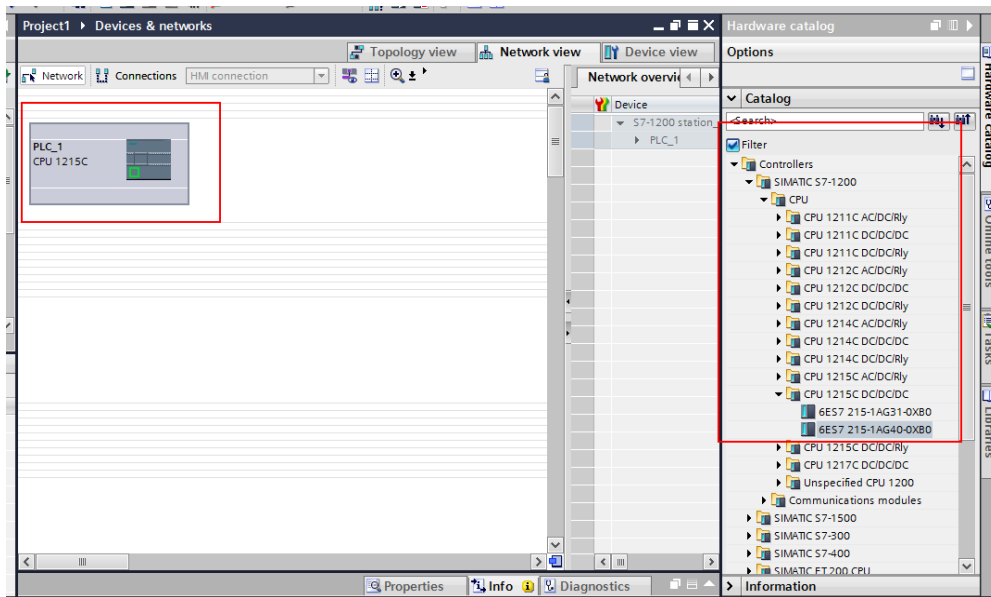 Project1 ▸ Devices & networks
Topology view
Network view
Device view
Network
Connections
HMI connection
PLC_1
CPU 1215C
Device
S7-1200 station_
PLC_1
Properties
Info
Diagnostics
Hardware catalog
Options
Catalog
<Search>
Filter
Controllers
SIMATIC S7-1200
CPU
CPU 1211C AC/DC/Rly
CPU 1211C DC/DC/DC
CPU 1211C DC/DC/Rly
CPU 1212C AC/DC/Rly
CPU 1212C DC/DC/DC
CPU 1212C DC/DC/Rly
CPU 1214C AC/DC/Rly
CPU 1214C DC/DC/DC
CPU 1214C DC/DC/Rly
CPU 1215C AC/DC/Rly
CPU 1215C DC/DC/DC
6ES7 215-1AG31-0XB0
6ES7 215-1AG40-0XB0
CPU 1215C DC/DC/Rly
CPU 1217C DC/DC/DC
Unspecified CPU 1200
Communications modules
SIMATIC S7-1500
SIMATIC S7-300
SIMATIC S7-400
SIMATIC ET 200 CPU
Information
Hardware catalog
Online tools
Tasks
Libraries